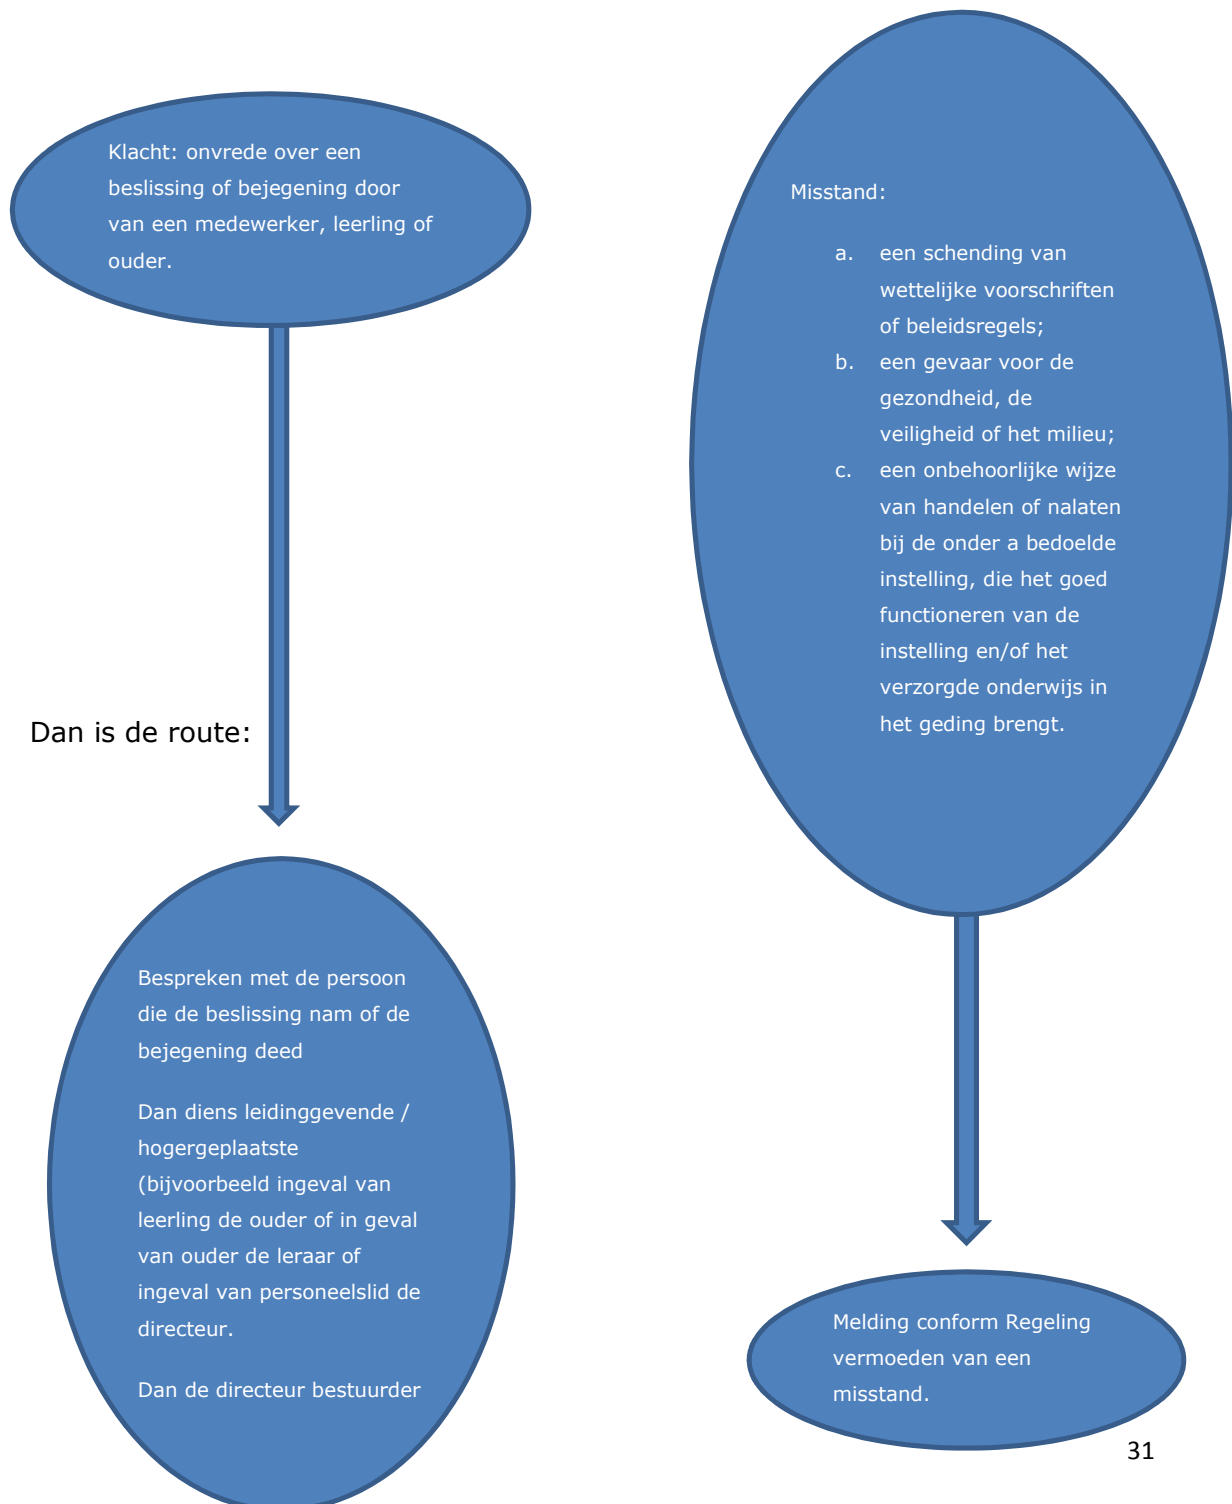 Klacht: onvrede over een
beslissing of bejegening door
van een medewerker, leerling of
ouder.
Misstand:
a. een schending van
wettelijke voorschriften
of beleidsregels;
b. een gevaar voor de
gezondheid, de
veiligheid of het milieu;
c. een onbehoorlijke wijze
van handelen of nalaten
bij de onder a bedoelde
instelling, die het goed
functioneren van de
instelling en/of het
verzorgde onderwijs in
het geding brengt.
Dan is de route:
Bespreken met de persoon
die de beslissing nam of de
bejegening deed
Dan diens leidinggevende /
hogergeplaatste
(bijvoorbeeld ingeval van
leerling de ouder of in geval
van ouder de leraar of
ingeval van personeelslid de
directeur.
Dan de directeur bestuurder
Melding conform Regeling
vermoeden van een
misstand.
31